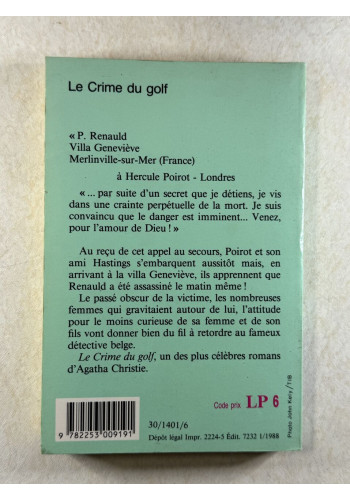 Le Crime du golf
« P. Renauld
Villa Geneviève
Merlinville-sur-Mer (France)
à Hercule Poirot - Londres
« ... par suite d'un secret que je détiens, je vis
dans une crainte perpétuelle de la mort. Je suis
convaincu que le danger est imminent... Venez,
pour l'amour de Dieu ! »
Au reçu de cet appel au secours, Poirot et son
ami Hastings s'embarquent aussitôt mais, en
arrivant à la villa Geneviève, ils apprennent que
Renauld a été assassiné le matin même !
Le passé obscur de la victime, les nombreuses
femmes qui gravitaient autour de lui, l'attitude
pour le moins curieuse de sa femme et de son
fils vont donner bien du fil à retordre au fameux
détective belge.
Le Crime du golf, un des plus célèbres romans
d'Agatha Christie.
Code prix LP 6
9 782253 009191
30/1401/6
Dépôt légal Impr. 2224-5 Édit. 7232 1/1988
Photo John Kelly/TIB